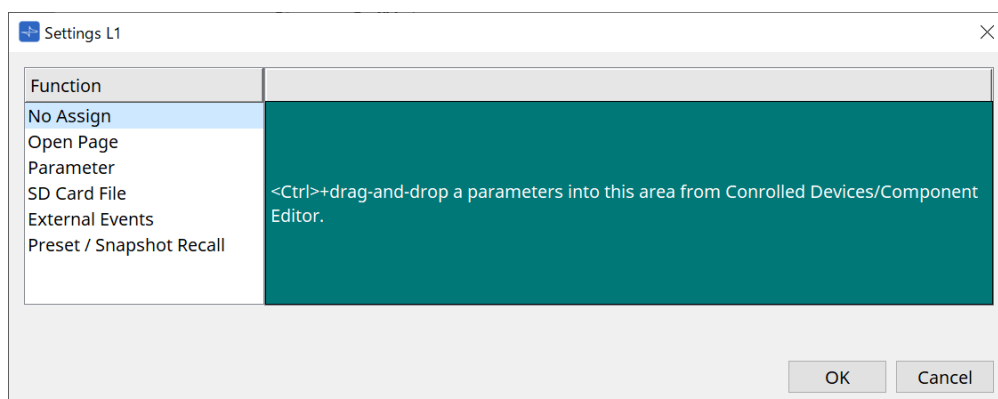 Settings L1
Function
No Assign
Open Page
Parameter
SD Card File
External Events
Preset / Snapshot Recall
<Ctrl>+drag-and-drop a parameters into this area from Conrolled Devices/Component
Editor.
OK
Cancel